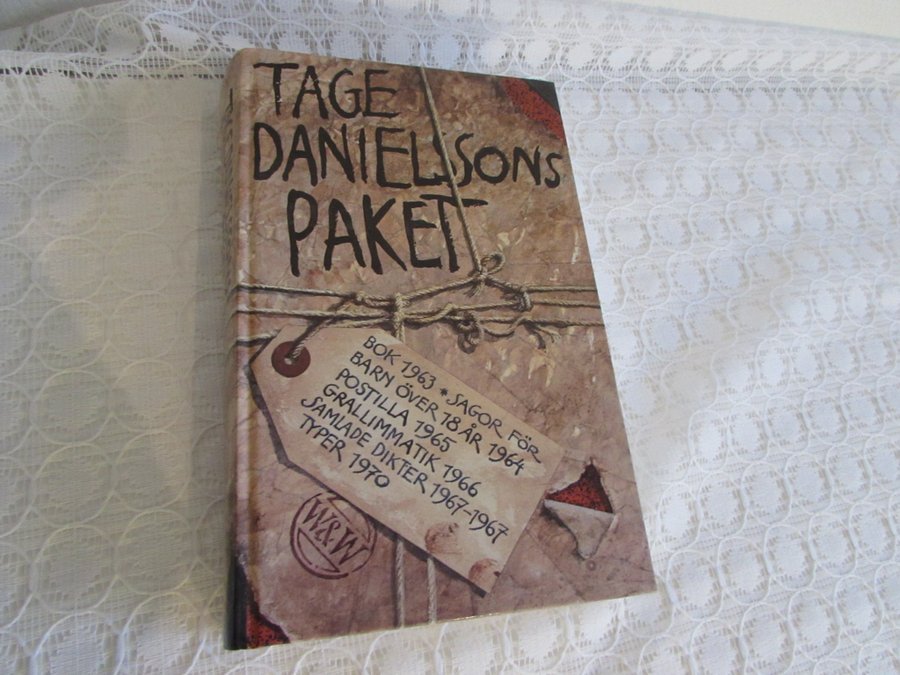 TAGE
DANIELSSONS
PAKET
BOK 1963 * SAGOR FÖR
BARN ÖVER 18 ÅR 1964
POSTILLA 1965
GRALLIMMATIK 1966
SAMLADE DIKTER 1967-1967
TYPER 1970
W&W